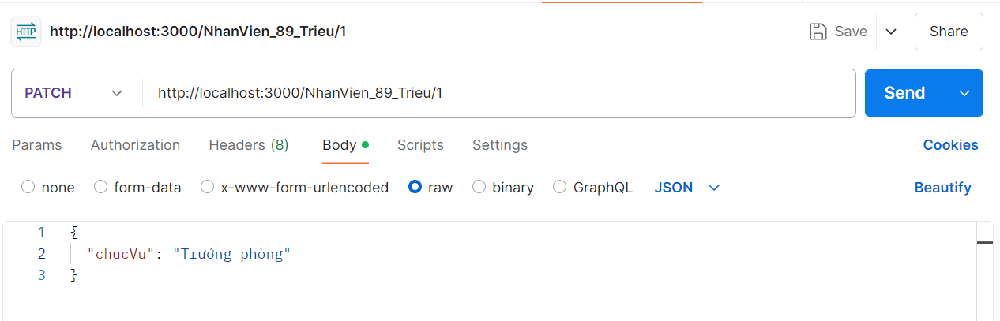 HTTP http://localhost:3000/NhanVien_89_Trieu/1 Save Share
PATCH http://localhost:3000/NhanVien_89_Trieu/1 Send
Params Authorization Headers (8) Body Scripts Settings Cookies
none form-data x-www-form-urlencoded raw binary GraphQL JSON Beautify
1 {
2 "chucVu": "Trưởng phòng"
3 }